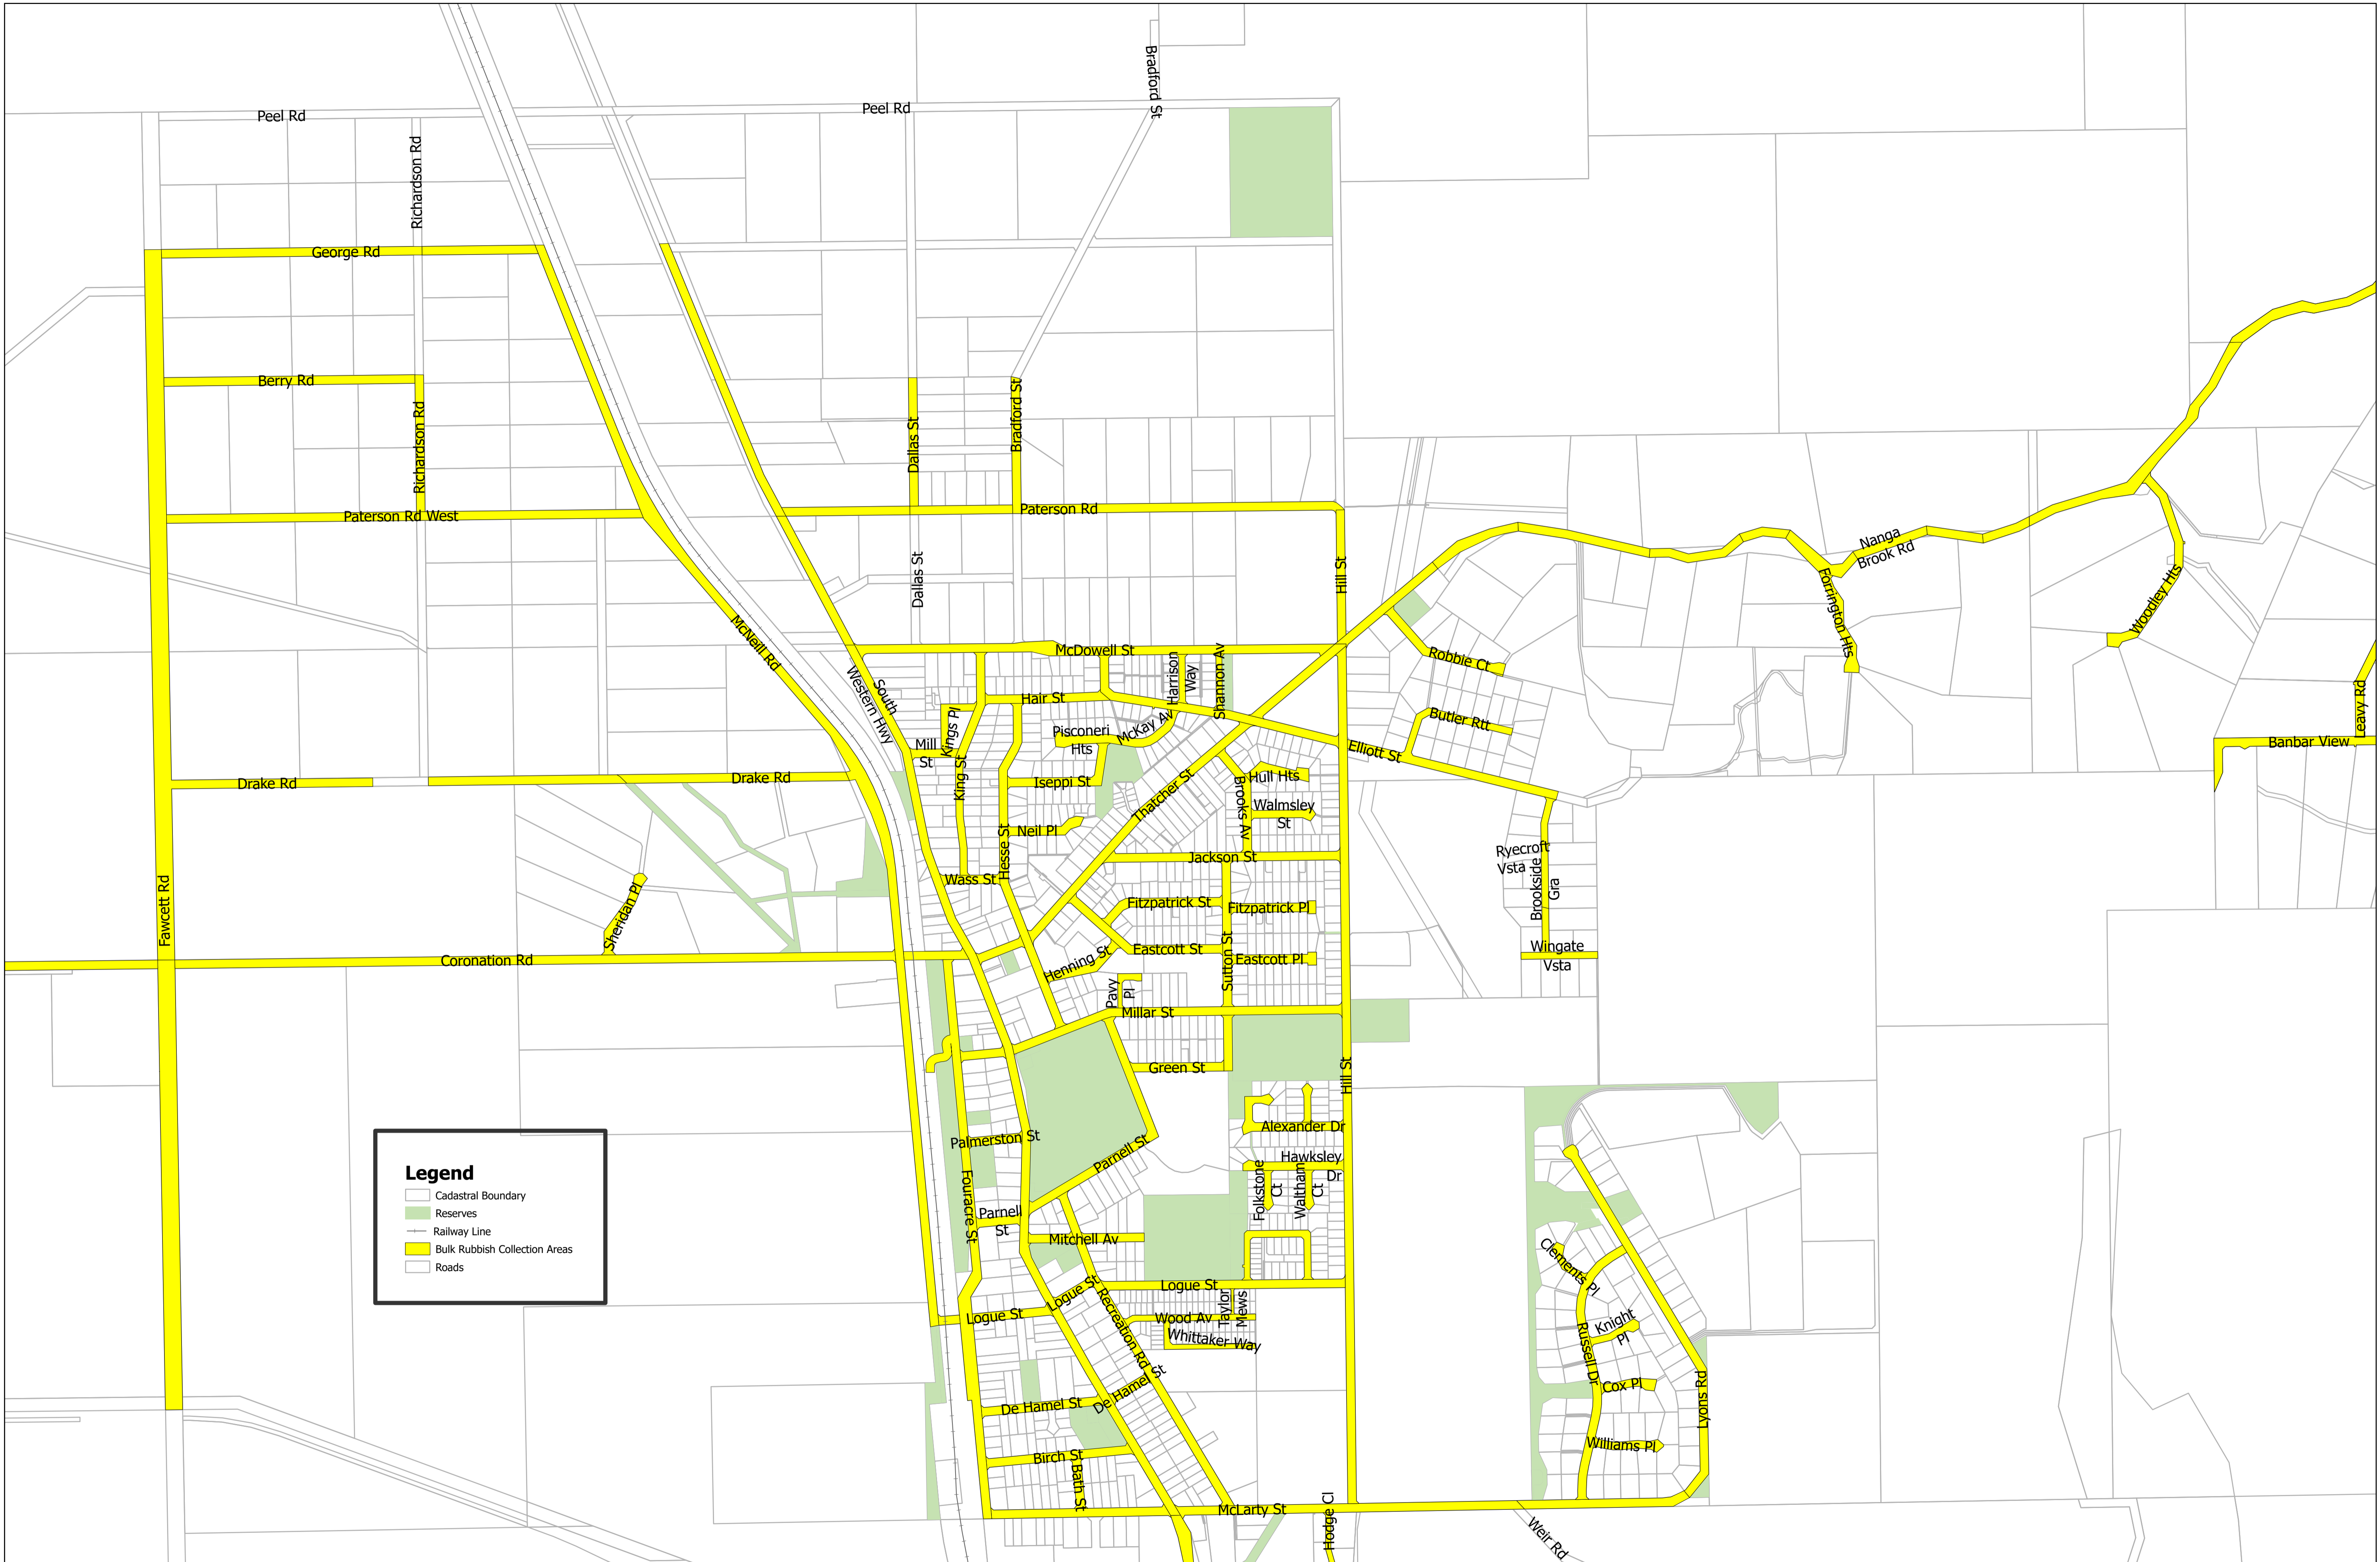 Bradford St
Peel Rd
Peel Rd
Richardson Rd
George Rd
Berry Rd
Richardson Rd
Dallas St
Bradford St
Paterson Rd West
Paterson Rd
Nanga
Brook Rd
Dallas St
Hill St
Forrington Hts
Woodley Hts
McNeill Rd
McDowell St
Shannon Av
Harrison
Way
Robbie Ct
South
Western Hwy
Hair St
Kings Pl
Pisconeri
Hts
McKay Av
Butler Rtt
Leavy Rd
Banbar View
Mill
St
Elliott St
Drake Rd
Drake Rd
King St
Iseppi St
Thatcher St
Hull Hts
Brooks Av
Walmsley
St
Neil Pl
Hesse St
Jackson St
Ryecroft
Vsta
Brookside
Gra
Wass St
Fawcett Rd
Sheridan Pl
Fitzpatrick St
Fitzpatrick Pl
Coronation Rd
Henning St
Eastcott St
Sutton St
Eastcott Pl
Wingate
Vsta
Pavy
Pl
Millar St
Green St
Hill St
Palmerston St
Alexander Dr
Parnell St
Hawksley
Dr
Folkstone
Ct
Waltham
Ct
Fouracre St
Parnell
St
Mitchell Av
Clements Pl
Logue St
Logue St
Logue St
Recreation Rd
Taylor
Mews
Wood Av
Whittaker Way
Knight
Pl
Russell Dr
De Hamel St
De Hamel St
Cox Pl
Lyons Rd
Birch St
Bath St
Williams Pl
McLarty St
Hodge Cl
Weir Rd
Legend
Cadastral Boundary
Reserves
Railway Line
Bulk Rubbish Collection Areas
Roads